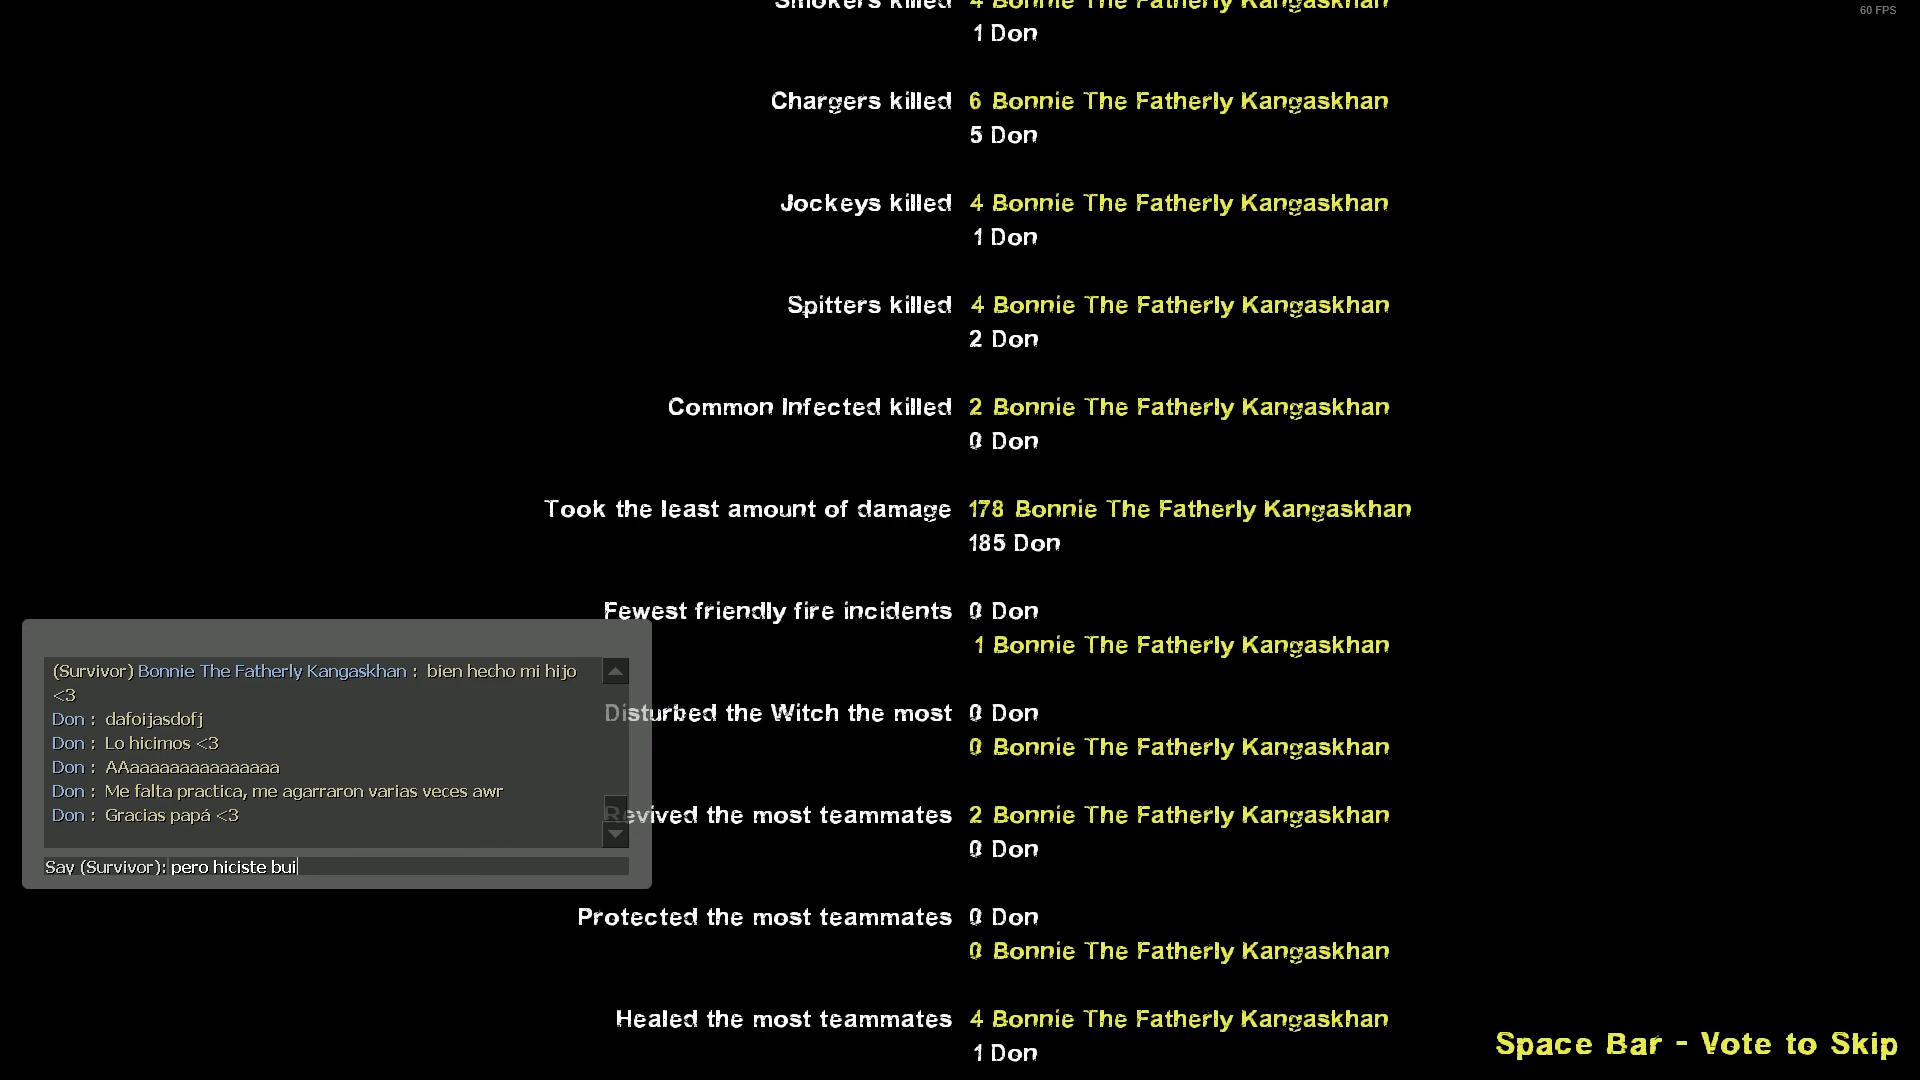 Smokers killed 4 Bonnie The Fatherly Kangaskhan
1 Don
60 FPS
Chargers killed 6 Bonnie The Fatherly Kangaskhan
5 Don
Jockeys killed 4 Bonnie The Fatherly Kangaskhan
1 Don
Spitters killed 4 Bonnie The Fatherly Kangaskhan
2 Don
Common Infected killed 2 Bonnie The Fatherly Kangaskhan
0 Don
Took the least amount of damage 178 Bonnie The Fatherly Kangaskhan
185 Don
Fewest friendly fire incidents 0 Don
1 Bonnie The Fatherly Kangaskhan
Disturbed the Witch the most 0 Don
0 Bonnie The Fatherly Kangaskhan
Revived the most teammates 2 Bonnie The Fatherly Kangaskhan
0 Don
Protected the most teammates 0 Don
0 Bonnie The Fatherly Kangaskhan
Healed the most teammates 4 Bonnie The Fatherly Kangaskhan
1 Don
(Survivor) Bonnie The Fatherly Kangaskhan : bien hecho mi hijo
<3
Don : dafoijasdofj
Don : Lo hicimos <3
Don : AAaaaaaaaaaaaaaaa
Don : Me falta practica, me agarraron varias veces awr
Don : Gracias papá <3
Say (Survivor): pero hiciste bui
Space Bar - Vote to Skip